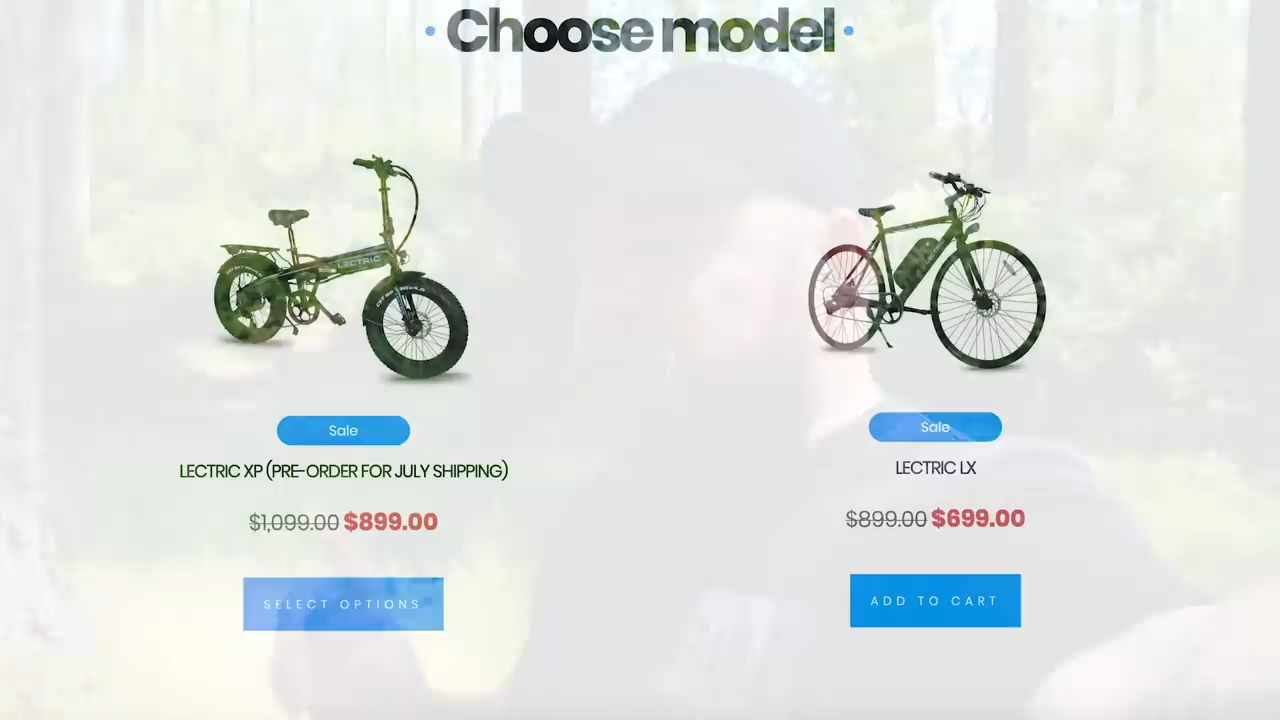 Choose model
LECTRIC
Sale
Sale
LECTRIC XP (PRE-ORDER FOR JULY SHIPPING)
LECTRIC LX
$1,099.00 $899.00
$899.00 $699.00
SELECT OPTIONS
ADD TO CART